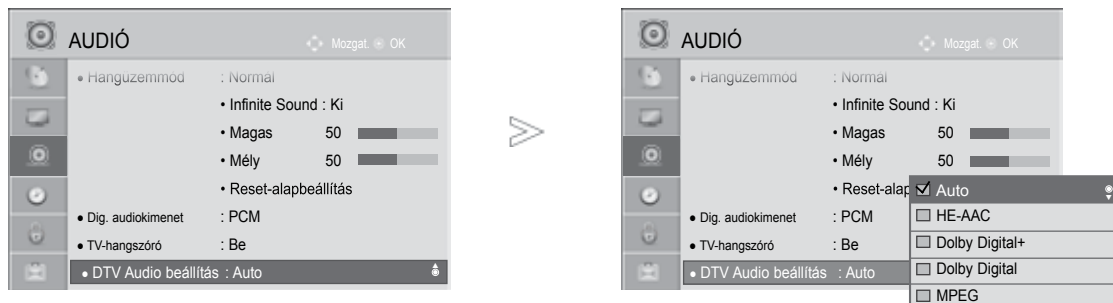 AUDIÓ
Mozgat. OK
• Hangüzemmód : Normál
• Infinite Sound : Ki
• Magas 50
• Mély 50
• Reset-alapbeállítás
• Dig. audiokimenet : PCM
• TV-hangszóró : Be
• DTV Audio beállítás : Auto
AUDIÓ
Mozgat. OK
• Hangüzemmód : Normál
• Infinite Sound : Ki
• Magas 50
• Mély 50
• Reset-alap
• Dig. audiokimenet : PCM
• TV-hangszóró : Be
• DTV Audio beállítás : Auto
Auto
HE-AAC
Dolby Digital+
Dolby Digital
MPEG